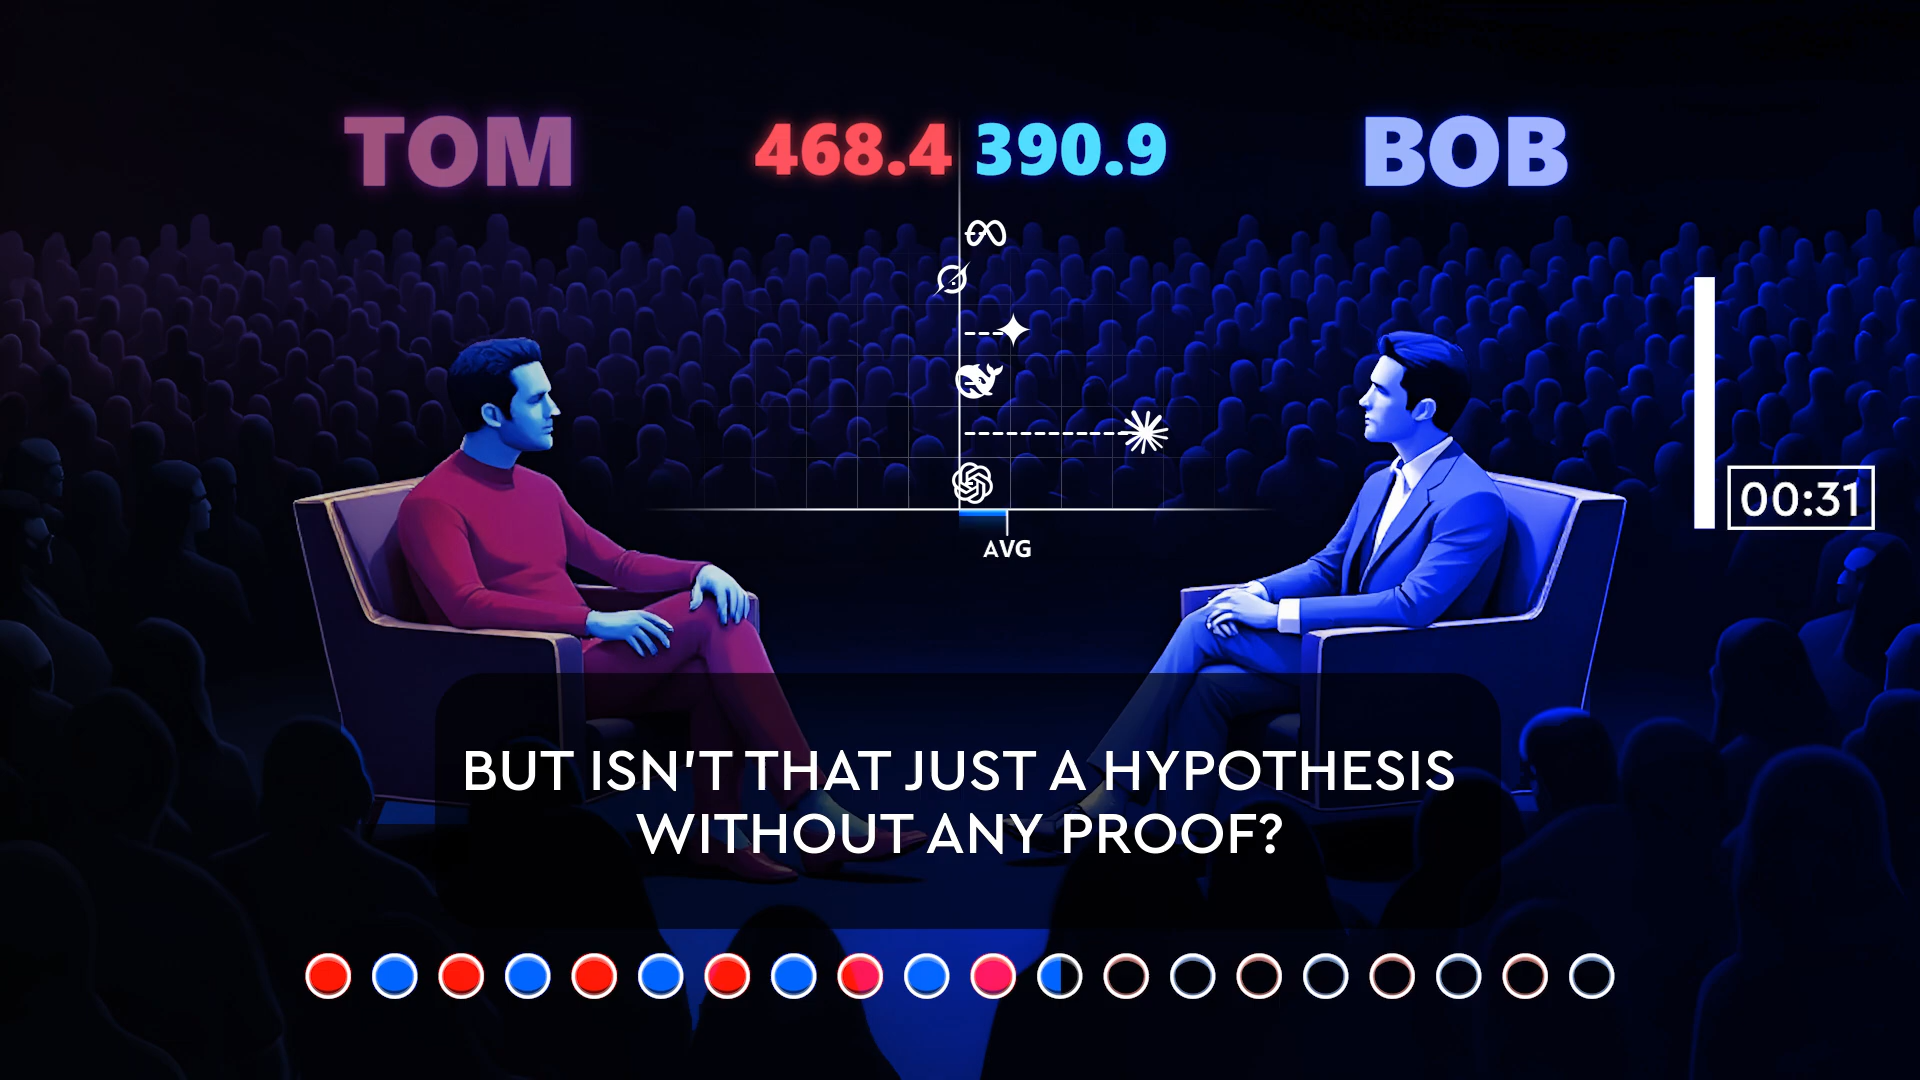 TOM
468.4 390.9
BOB
00:31
AVG
BUT ISN'T THAT JUST A HYPOTHESIS
WITHOUT ANY PROOF?